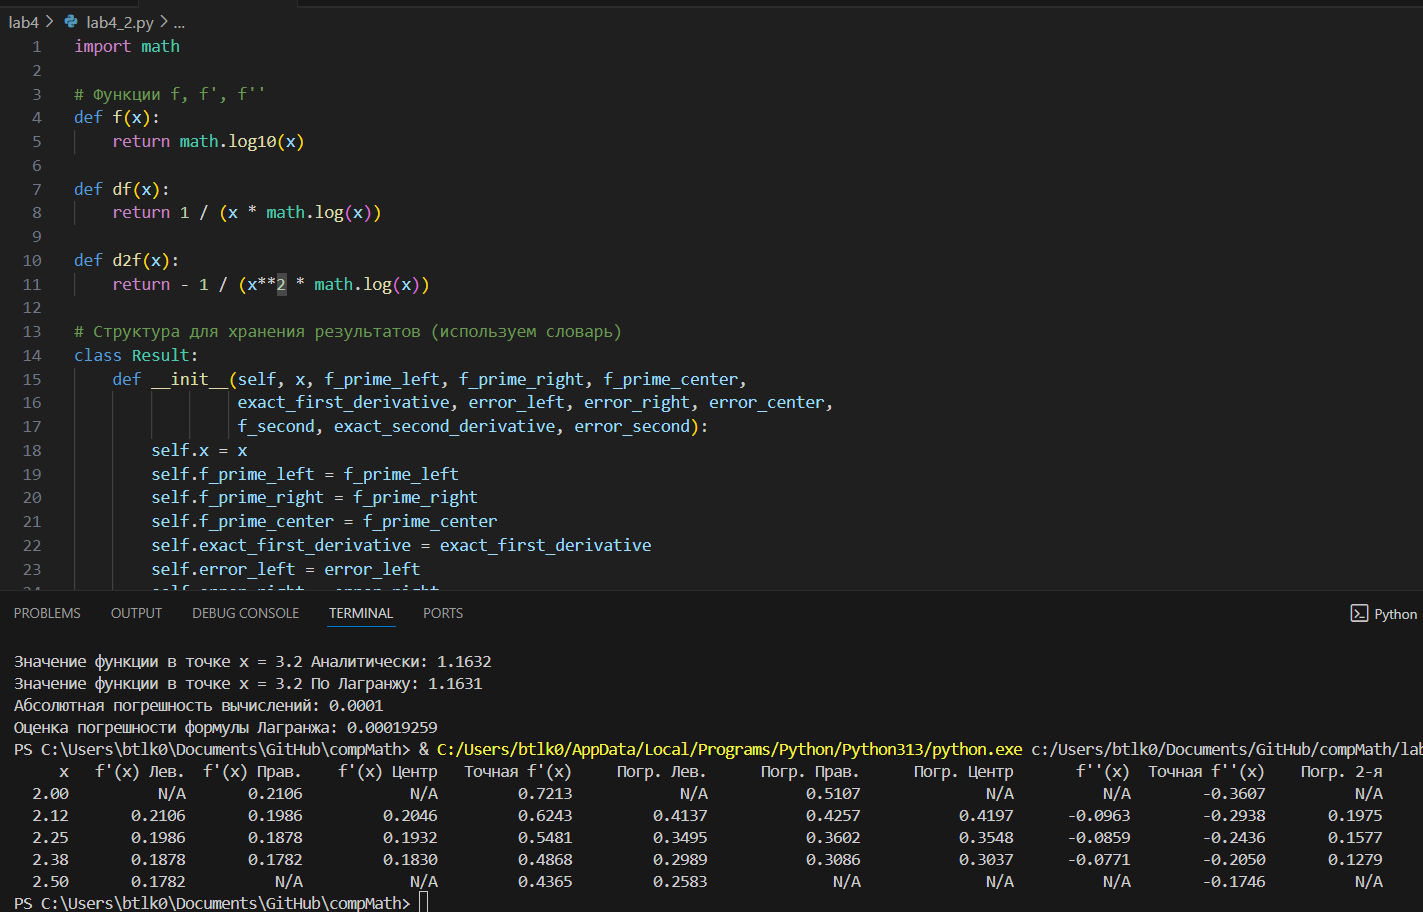 lab4 > lab4_2.py > ...
1 import math
2
3 # Функции f, f', f''
4 def f(x):
5 return math.log10(x)
6
7 def df(x):
8 return 1 / (x * math.log(x))
9
10 def d2f(x):
11 return - 1 / (x**2 * math.log(x))
12
13 # Структура для хранения результатов (используем словарь)
14 class Result:
15 def __init__(self, x, f_prime_left, f_prime_right, f_prime_center,
16 exact_first_derivative, error_left, error_right, error_center,
17 f_second, exact_second_derivative, error_second):
18 self.x = x
19 self.f_prime_left = f_prime_left
20 self.f_prime_right = f_prime_right
21 self.f_prime_center = f_prime_center
22 self.exact_first_derivative = exact_first_derivative
23 self.error_left = error_left
24 self.error_right = error_right
PROBLEMS OUTPUT DEBUG CONSOLE TERMINAL PORTS Python
Значение функции в точке x = 3.2 Аналитически: 1.1632
Значение функции в точке x = 3.2 По Лагранжу: 1.1631
Абсолютная погрешность вычислений: 0.0001
Оценка погрешности формулы Лагранжа: 0.00019259
PS C:\Users\btlk0\Documents\GitHub\compMath> & C:/Users/btlk0/AppData/Local/Programs/Python/Python313/python.exe c:/Users/btlk0/Documents/GitHub/compMath/lab
x f'(x) Лев. f'(x) Прав. f'(x) Центр Точная f'(x) Погр. Лев. Погр. Прав. Погр. Центр f''(x) Точная f''(x) Погр. 2-я
2.00 N/A 0.2106 N/A 0.7213 N/A 0.5107 N/A N/A -0.3607 N/A
2.12 0.2106 0.1986 0.2046 0.6243 0.4137 0.4257 0.4197 -0.0963 -0.2938 0.1975
2.25 0.1986 0.1878 0.1932 0.5481 0.3495 0.3602 0.3548 -0.0859 -0.2436 0.1577
2.38 0.1878 0.1782 0.1830 0.4868 0.2989 0.3086 0.3037 -0.0771 -0.2050 0.1279
2.50 0.1782 N/A N/A 0.4365 0.2583 N/A N/A N/A -0.1746 N/A
PS C:\Users\btlk0\Documents\GitHub\compMath>